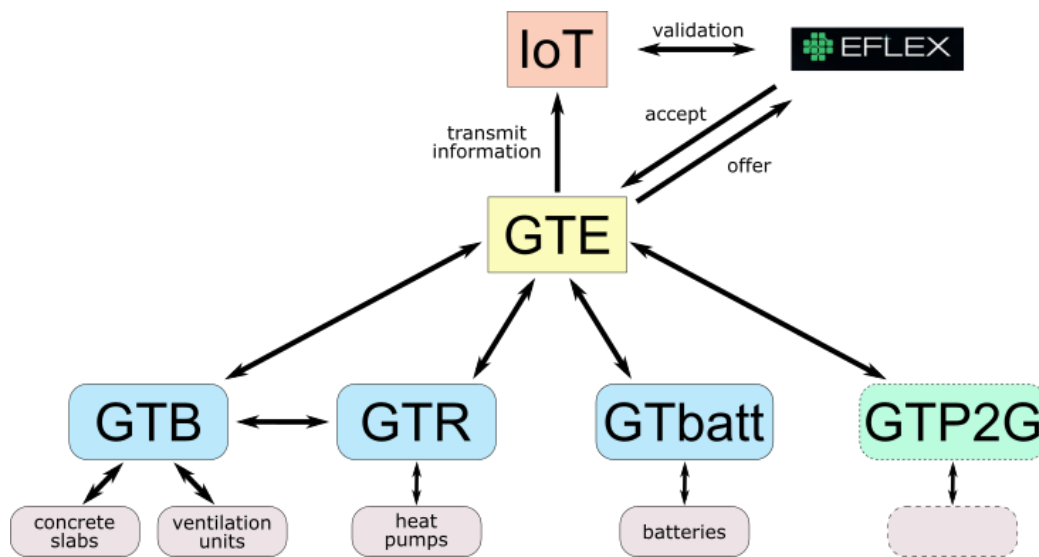 IoT
validation
EFLEX
accept
transmit
information
offer
GTE
GTB
GTR
GTbatt
GTP2G
concrete
slabs
ventilation
units
heat
pumps
batteries